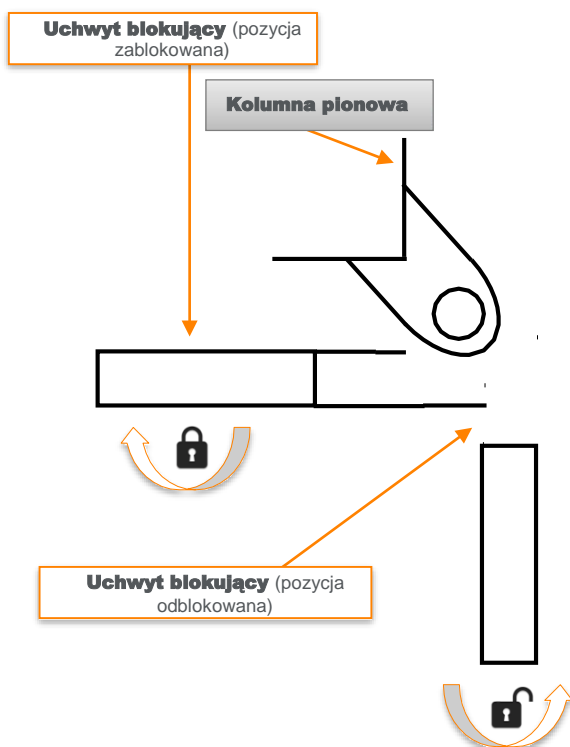 Uchwyt blokujący (pozycja
zablokowana)
Kolumna pionowa
Uchwyt blokujący (pozycja
odblokowana)